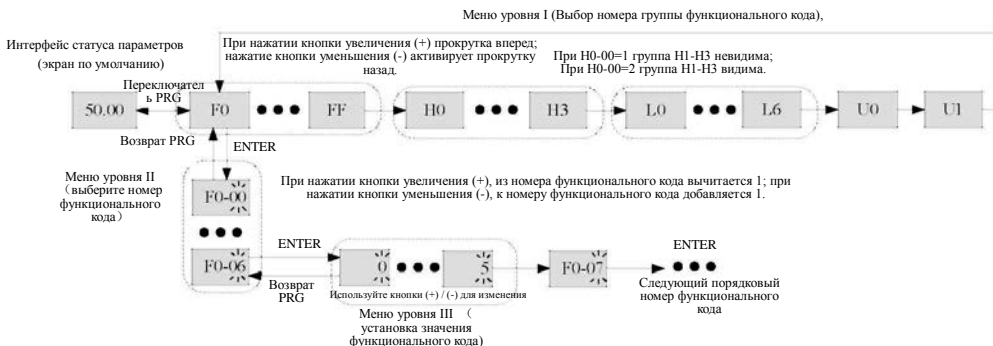 Меню уровня I (Выбор номера группы функционального кода),
Интерфейс статуса параметров
(экран по умолчанию)
При нажатии кнопки увеличения (+) прокрутка вперед;
нажатие кнопки уменьшения (-) активирует прокрутку
назад.
При H0-00=1 группа H1-H3 невидима;
При H0-00=2 группа H1-H3 видима.
Переключател
ь PRG
50.00
F0
FF
H0
H3
L0
L6
U0
U1
Возврат PRG
ENTER
Меню уровня II
(выберите номер
функционального
кода)
F0-00
При нажатии кнопки увеличения (+), из номера функционального кода вычитается 1; при
нажатии кнопки уменьшения (-), к номеру функционального кода добавляется 1.
F0-06
ENTER
Возврат
PRG
0
5
F0-07
ENTER
Используйте кнопки (+) / (-) для изменения
Следующий порядковый
номер функционального
кода
Меню уровня III (
установка значения
функционального кода)